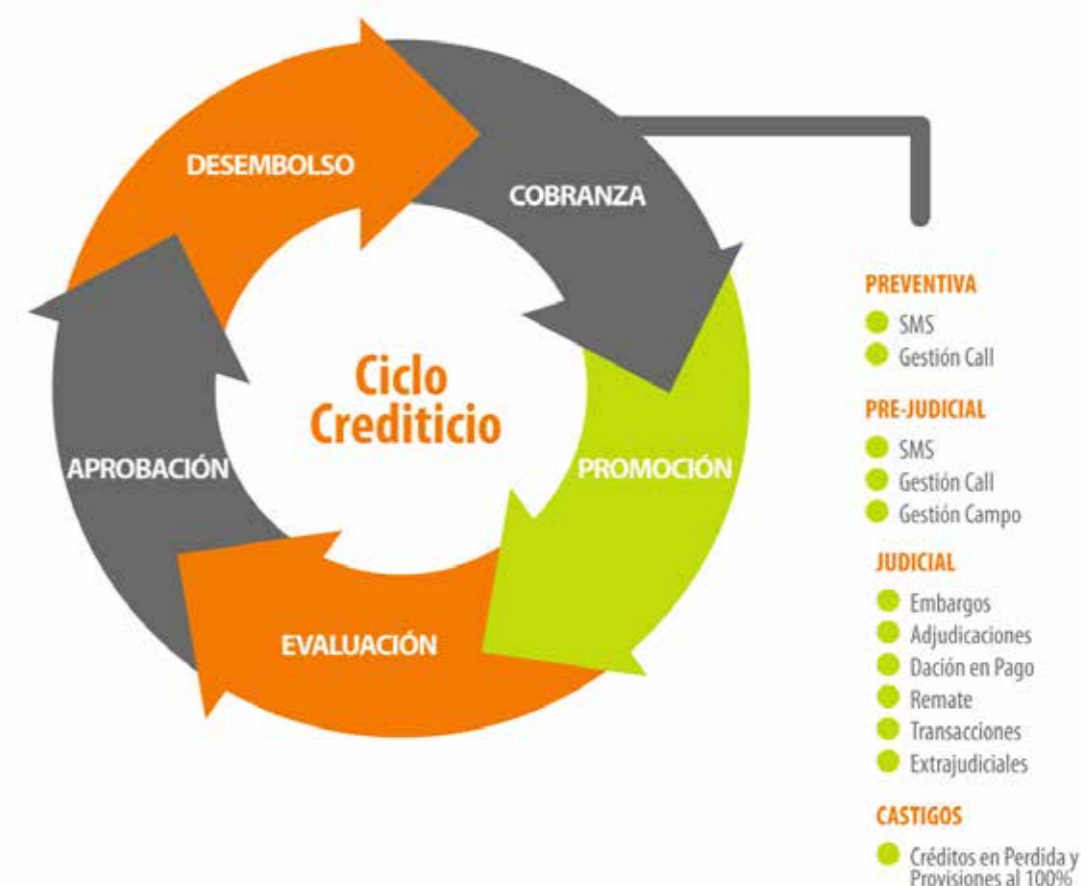 DESEMBOLSO
COBRANZA
Ciclo
Crediticio
APROBACIÓN
PROMOCIÓN
EVALUACIÓN
PREVENTIVA
SMS
Gestión Call
PRE-JUDICIAL
SMS
Gestión Call
Gestión Campo
JUDICIAL
Embargos
Adjudicaciones
Dación en Pago
Remate
Transacciones
Extrajudiciales
CASTIGOS
Créditos en Perdida y
Provisiones al 100%